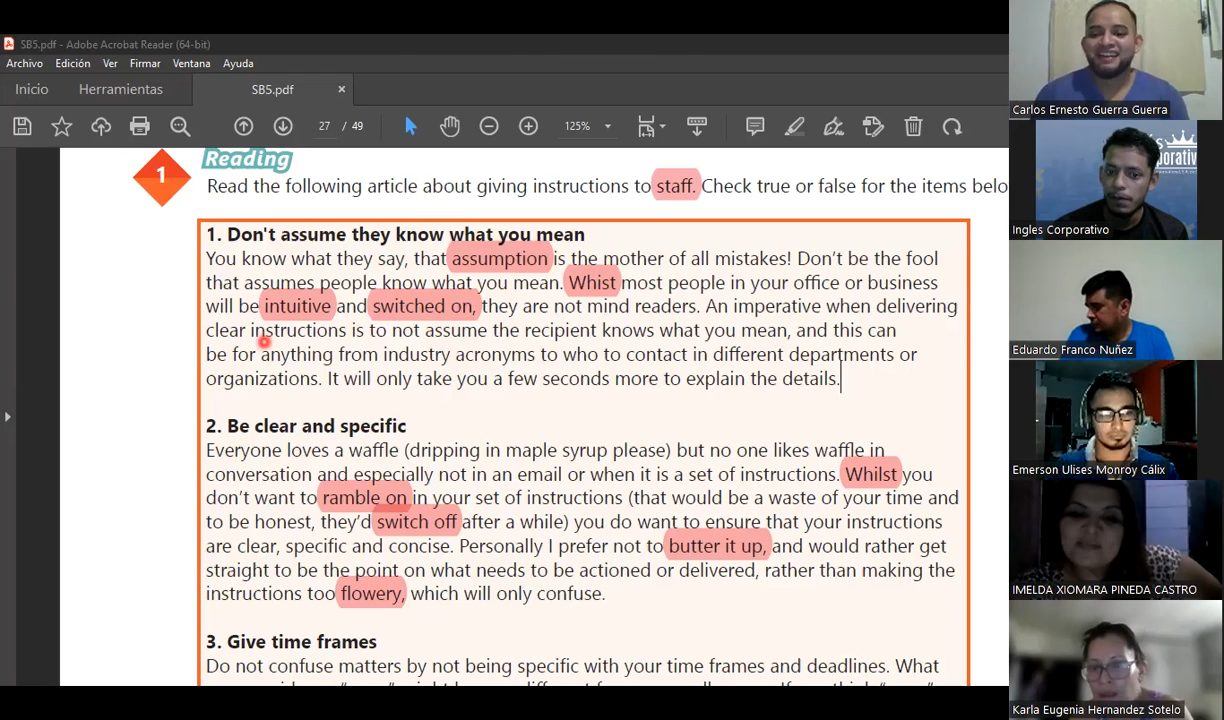 SB5.pdf - Adobe Acrobat Reader (64-bit)
Archivo Edición Ver Firmar Ventana Ayuda
Inicio Herramientas SB5.pdf ×
27 / 49 125%
Reading
1
Read the following article about giving instructions to staff. Check true or false for the items belo
1. Don't assume they know what you mean
You know what they say, that assumption is the mother of all mistakes! Don't be the fool
that assumes people know what you mean. Whist most people in your office or business
will be intuitive and switched on, they are not mind readers. An imperative when delivering
clear instructions is to not assume the recipient knows what you mean, and this can
be for anything from industry acronyms to who to contact in different departments or
organizations. It will only take you a few seconds more to explain the details.
2. Be clear and specific
Everyone loves a waffle (dripping in maple syrup please) but no one likes waffle in
conversation and especially not in an email or when it is a set of instructions. Whilst you
don't want to ramble on in your set of instructions (that would be a waste of your time and
to be honest, they'd switch off after a while) you do want to ensure that your instructions
are clear, specific and concise. Personally I prefer not to butter it up, and would rather get
straight to be the point on what needs to be actioned or delivered, rather than making the
instructions too flowery, which will only confuse.
3. Give time frames
Do not confuse matters by not being specific with your time frames and deadlines. What
Carlos Ernesto Guerra Guerra
Ingles Corporativo
Eduardo Franco Nuñez
Emerson Ulises Monroy Cálix
IMELDA XIOMARA PINEDA CASTRO
Karla Eugenia Hernandez Sotelo